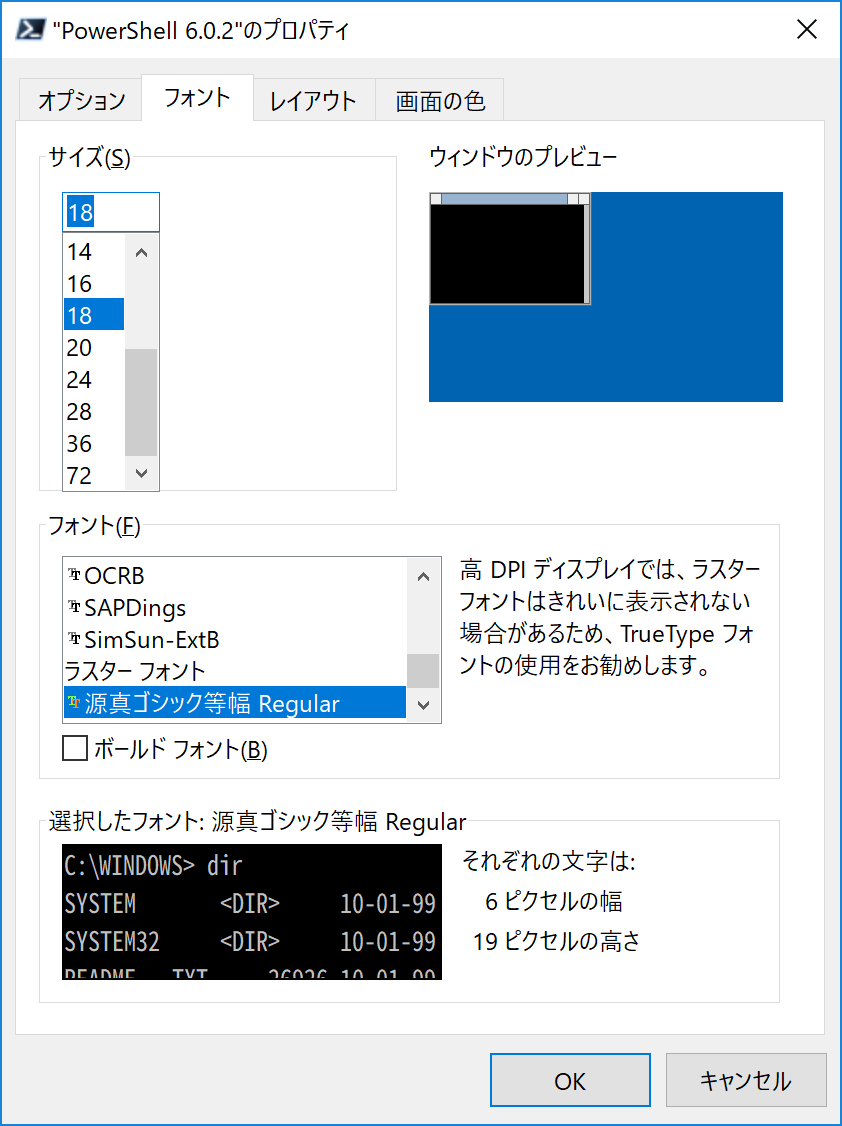 "PowerShell 6.0.2"のプロパティ
オプション
フォント
レイアウト
画面の色
サイズ(S)
18
14
16
18
20
24
28
36
72
ウィンドウのプレビュー
フォント(F)
OCRB
SAPDings
SimSun-ExtB
ラスター フォント
源真ゴシック等幅 Regular
高 DPI ディスプレイでは、ラスター
フォントはきれいに表示されない
場合があるため、TrueType フォ
ントの使用をお勧めします。
ボールド フォント(B)
選択したフォント: 源真ゴシック等幅 Regular
C:\WINDOWS> dir
SYSTEM <DIR> 10-01-99
SYSTEM32 <DIR> 10-01-99
README TXT 26926 10-01-99
それぞれの文字は:
6 ピクセルの幅
19 ピクセルの高さ
OK
キャンセル